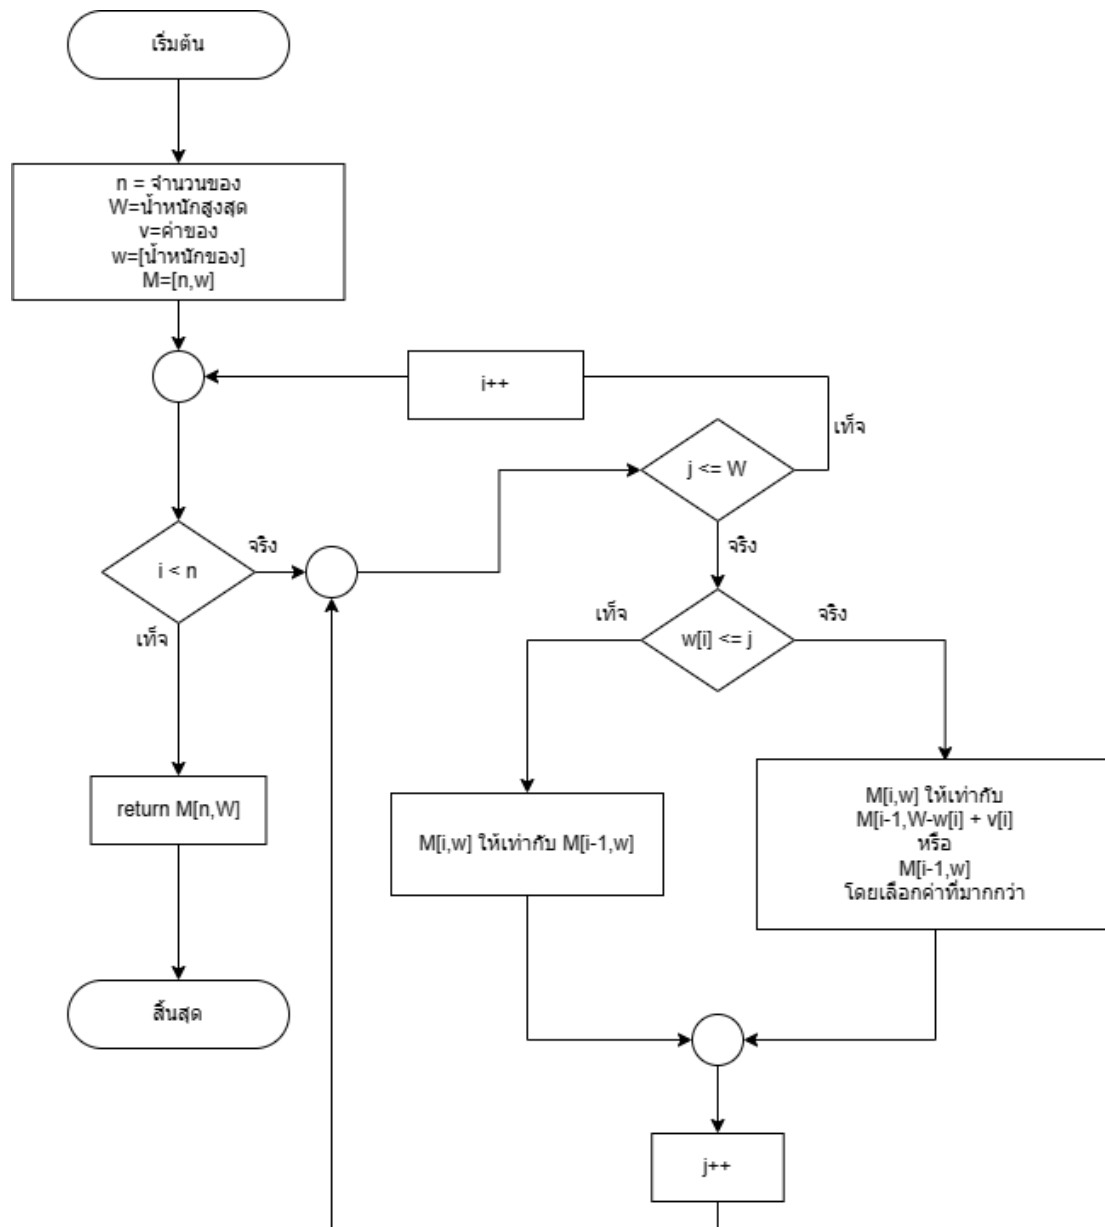 เริ่มต้น
n = จำนวนของ
W=น้ำหนักสูงสุด
v=ค่าของ
w=[น้ำหนักของ]
M=[n,w]
i++
เท็จ
j <= W
จริง
i < n
จริง
เท็จ
เท็จ
w[i] <= j
จริง
return M[n,W]
M[i,w] ให้เท่ากับ M[i-1,w]
M[i,w] ให้เท่ากับ
M[i-1,W-w[i] + v[i]
หรือ
M[i-1,w]
โดยเลือกค่าที่มากกว่า
สิ้นสุด
j++